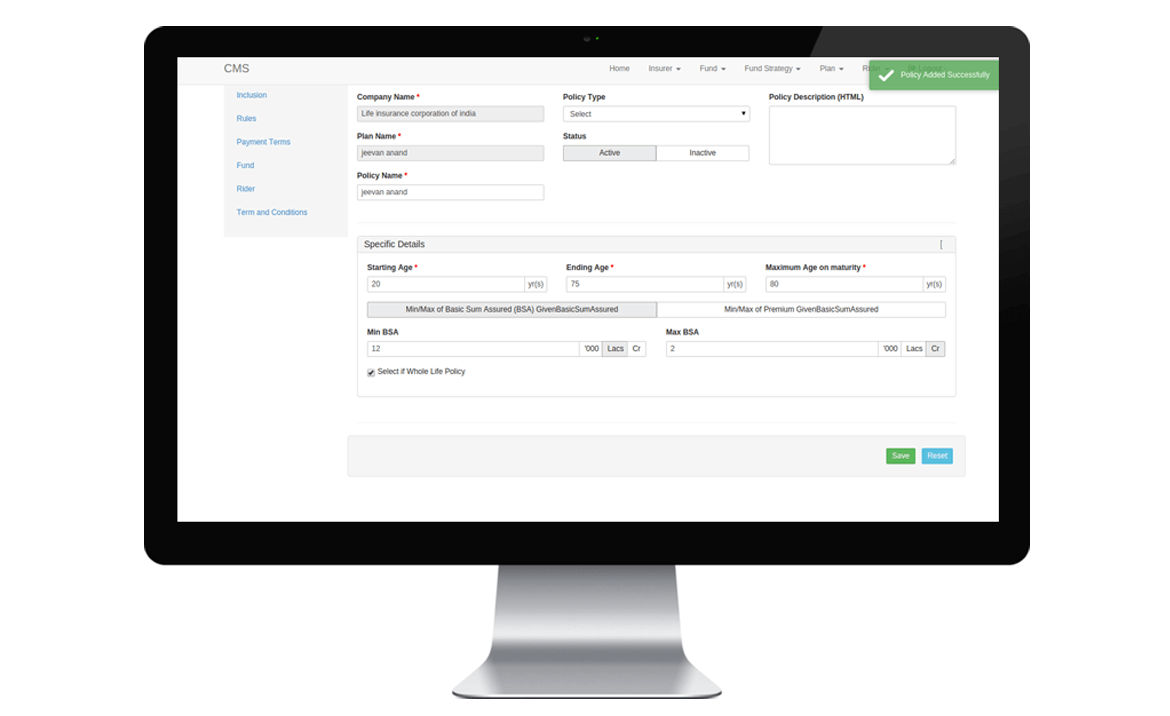 CMS
Home Insurer Fund Fund Strategy Plan
Policy Added Successfully
Inclusion
Rules
Payment Terms
Fund
Rider
Term and Conditions
Company Name *
Life insurance corporation of india
Plan Name *
jeevan anand
Policy Name *
jeevan anand
Policy Type
Select
Status
Active Inactive
Policy Description (HTML)
Specific Details [
Starting Age * Ending Age * Maximum Age on maturity *
20 yr(s) 75 yr(s) 80 yr(s)
Min/Max of Basic Sum Assured (BSA) GivenBasicSumAssured Min/Max of Premium GivenBasicSumAssured
Min BSA Max BSA
12 '000 Lacs Cr 2 '000 Lacs Cr
Select if Whole Life Policy
Save Reset